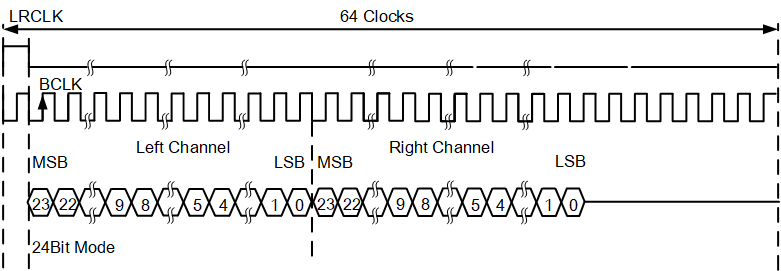 LRCLK
64 Clocks
BCLK
Left Channel
Right Channel
MSB
LSB
MSB
LSB
23 22 9 8 5 4 1 0 23 22 9 8 5 4 1 0
24Bit Mode